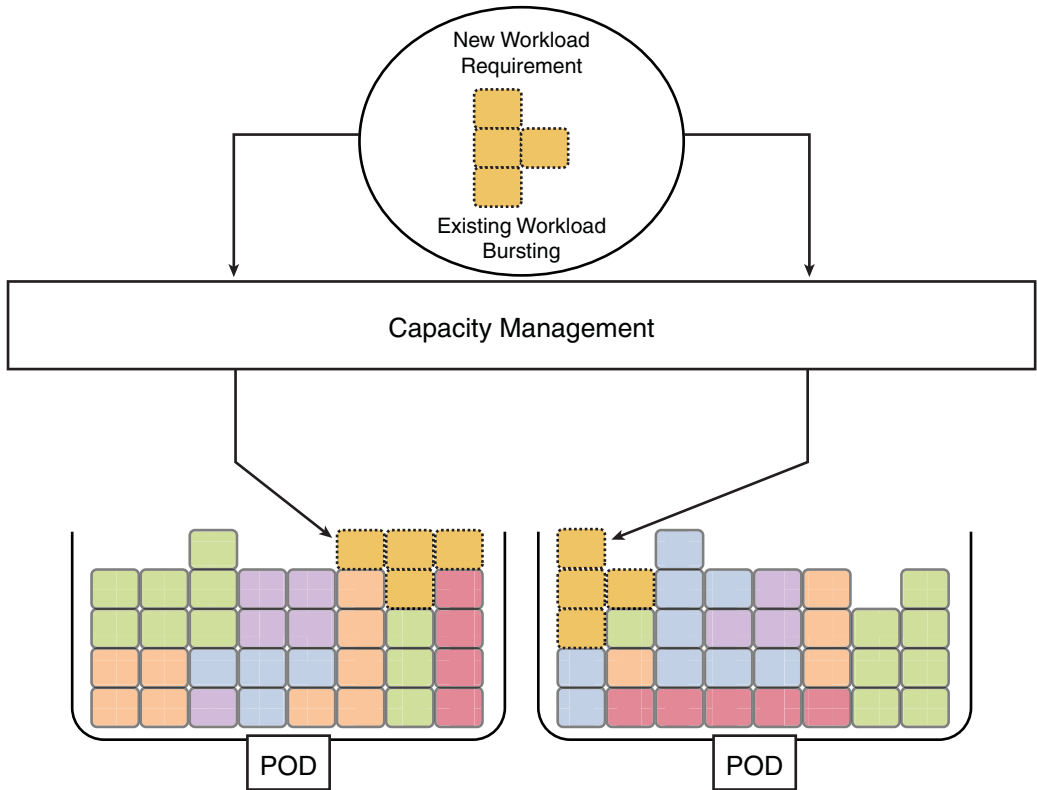 New Workload
Requirement
Existing Workload
Bursting
Capacity Management
POD
POD